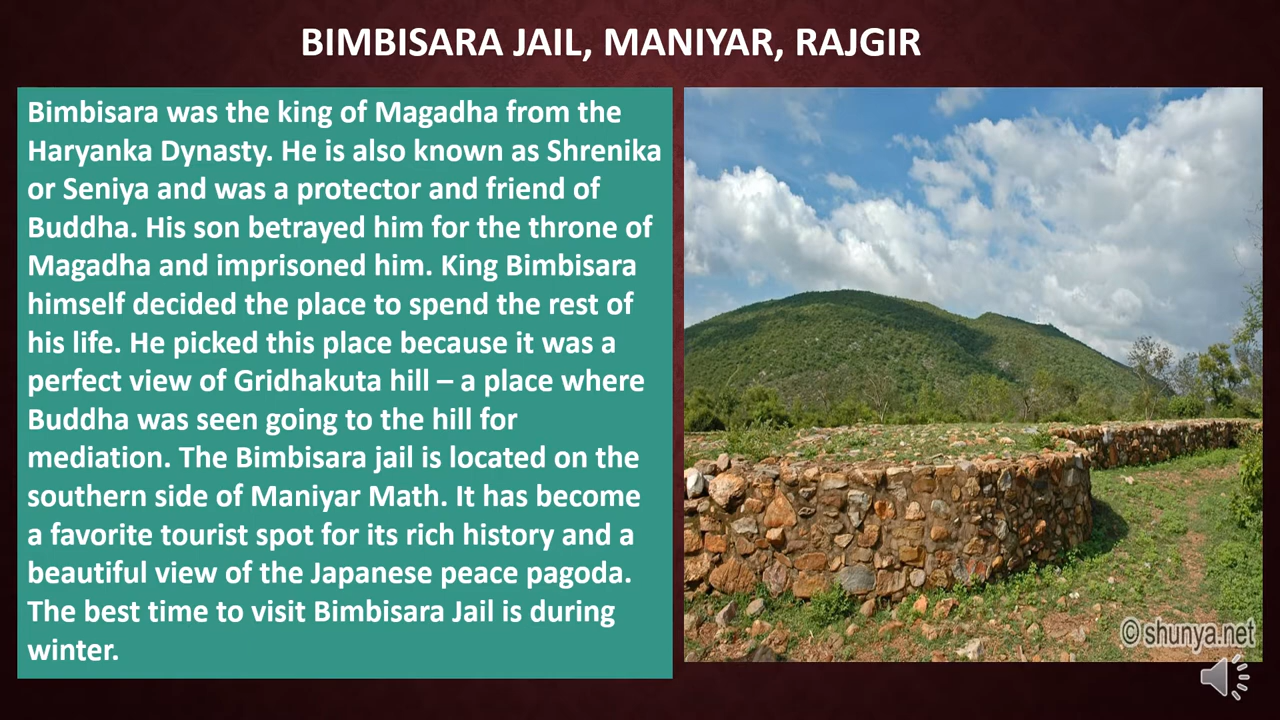 BIMBISARA JAIL, MANIYAR, RAJGIR
Bimbisara was the king of Magadha from the
Haryanka Dynasty. He is also known as Shrenika
or Seniya and was a protector and friend of
Buddha. His son betrayed him for the throne of
Magadha and imprisoned him. King Bimbisara
himself decided the place to spend the rest of
his life. He picked this place because it was a
perfect view of Gridhakuta hill – a place where
Buddha was seen going to the hill for
mediation. The Bimbisara jail is located on the
southern side of Maniyar Math. It has become
a favorite tourist spot for its rich history and a
beautiful view of the Japanese peace pagoda.
The best time to visit Bimbisara Jail is during
winter.
© shunya.net